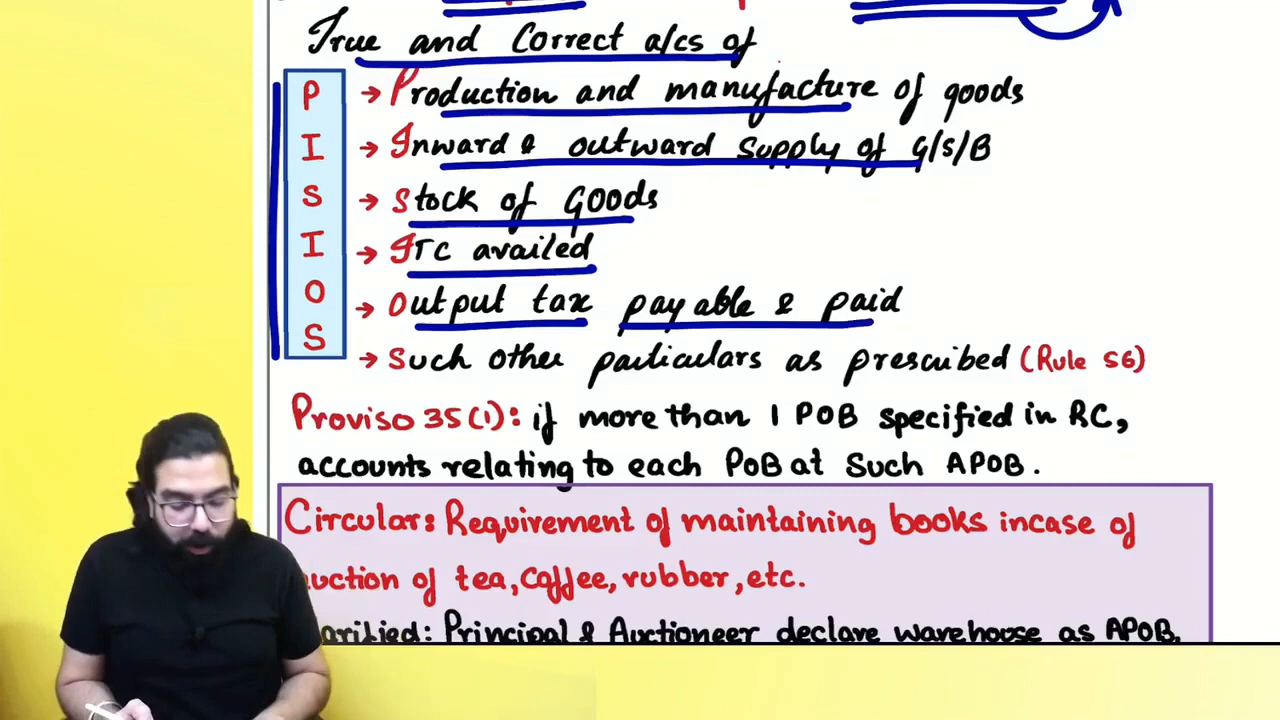 True and Correct a/cs of
P → Production and manufacture of goods
I → Inward & outward supply of G/S/B
S → Stock of Goods
I → ITC availed
O → Output tax payable & paid
S → Such other particulars as prescribed (Rule 56)
Proviso 35(1): if more than 1 POB specified in RC,
accounts relating to each PoB at Such APOB.
Circular: Requirement of maintaining books incase of
uction of tea, Coffee, rubber, etc.
arified: Principal & Auctioneer declare warehouse as APOB.